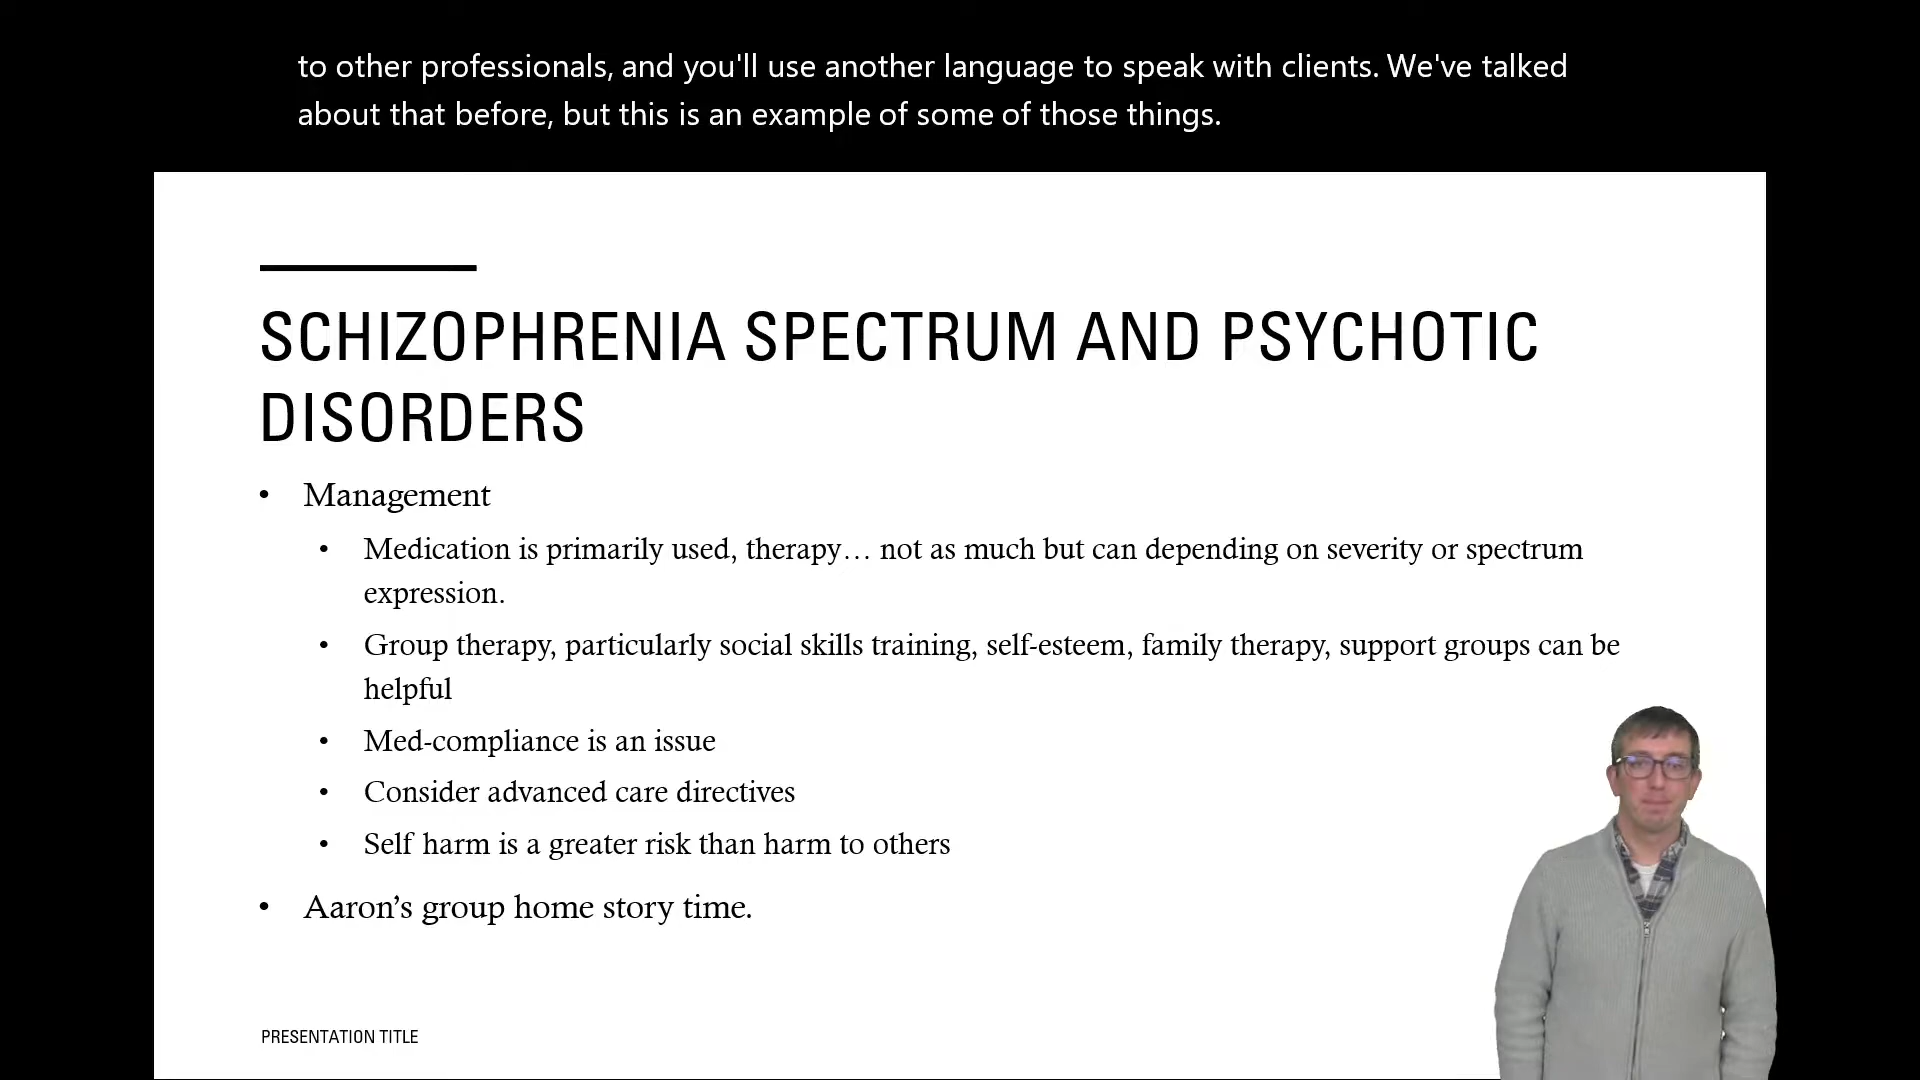 to other professionals, and you'll use another language to speak with clients. We've talked
about that before, but this is an example of some of those things.
SCHIZOPHRENIA SPECTRUM AND PSYCHOTIC
DISORDERS
• Management
• Medication is primarily used, therapy… not as much but can depending on severity or spectrum
expression.
• Group therapy, particularly social skills training, self-esteem, family therapy, support groups can be
helpful
• Med-compliance is an issue
• Consider advanced care directives
• Self harm is a greater risk than harm to others
• Aaron’s group home story time.
PRESENTATION TITLE